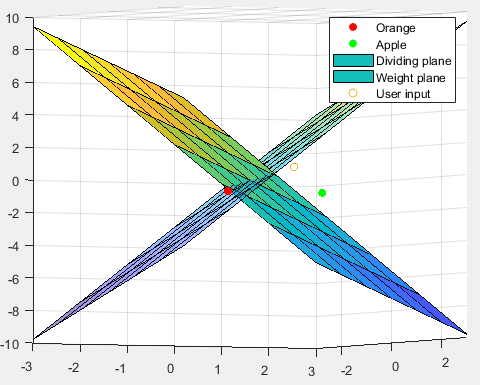 10
8
6
4
2
0
-2
-4
-6
-8
-10
Orange
Apple
Dividing plane
Weight plane
User input
-3 -2 -1 0 1 2 3 -2 0 2